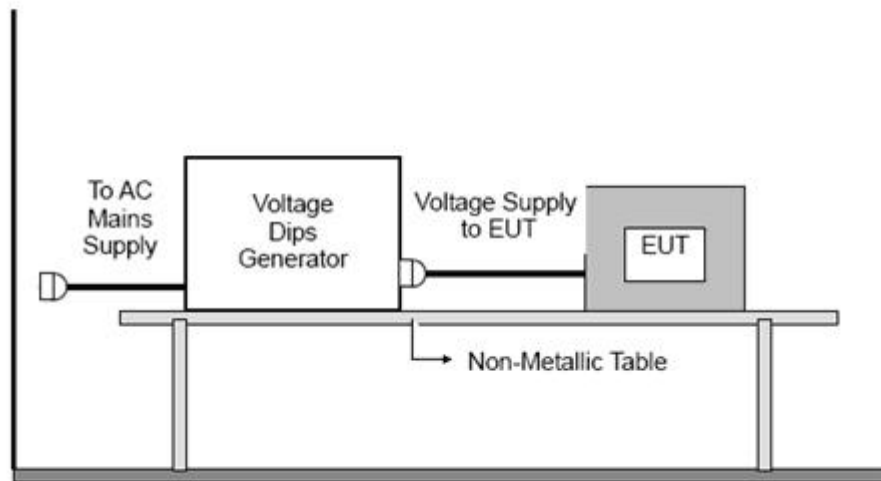 To AC
Mains
Supply
Voltage
Dips
Generator
Voltage Supply
to EUT
EUT
Non-Metallic Table